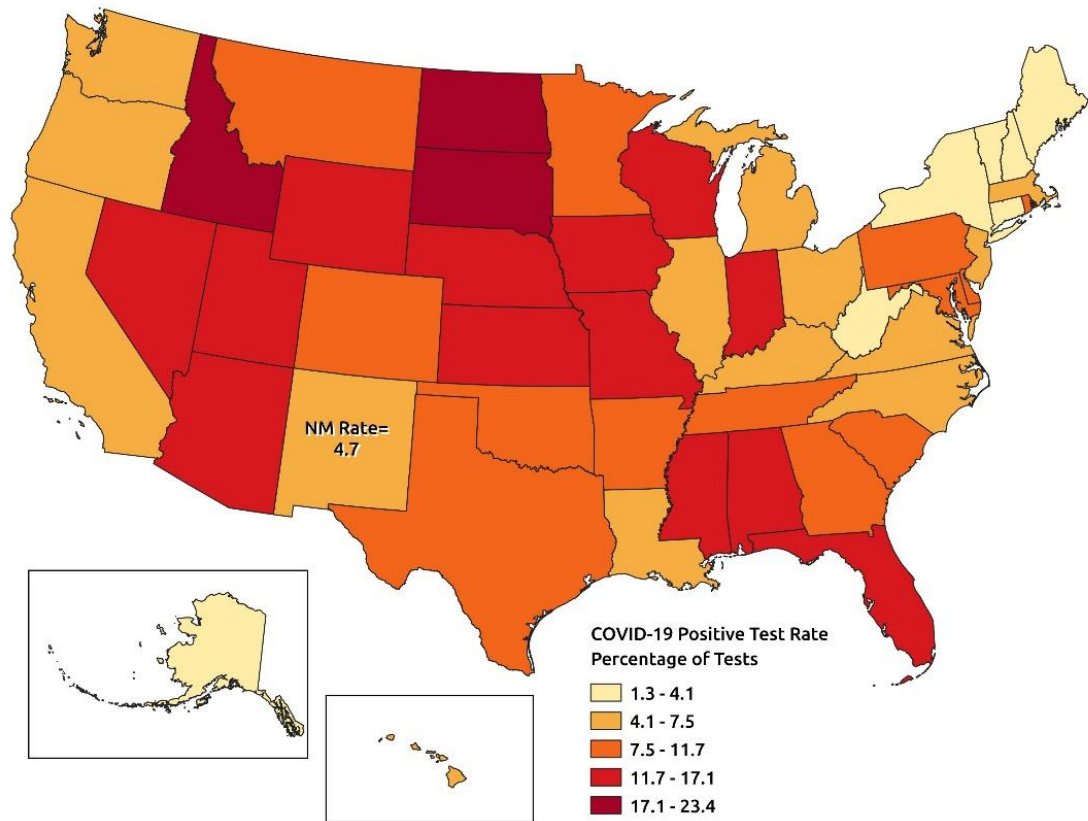 NM Rate=
4.7
COVID-19 Positive Test Rate
Percentage of Tests
1.3 - 4.1
4.1 - 7.5
7.5 - 11.7
11.7 - 17.1
17.1 - 23.4